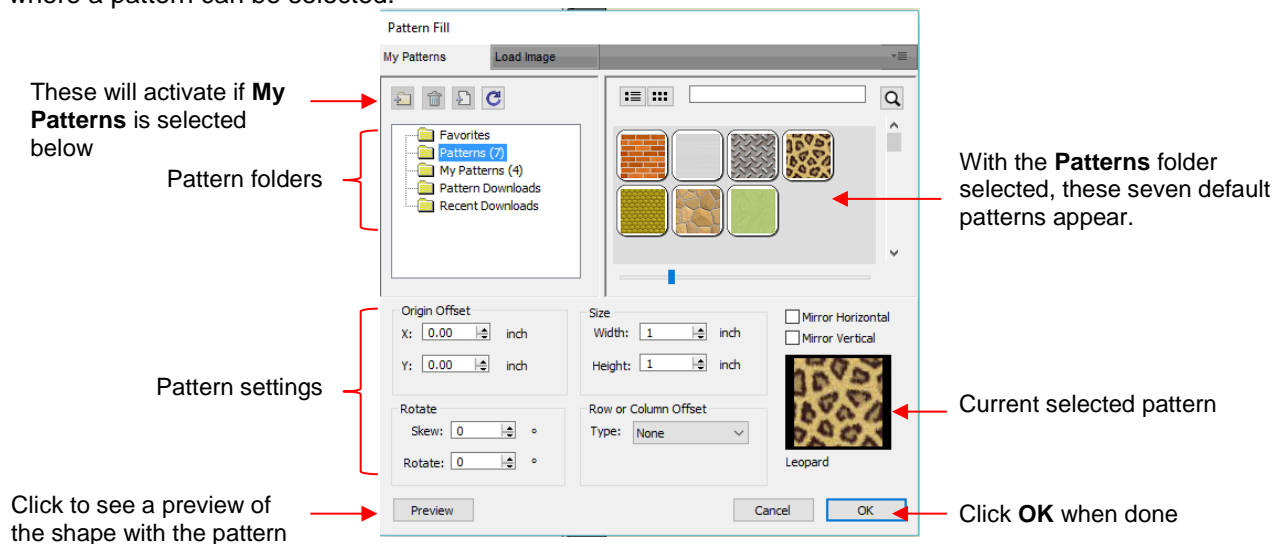 where a pattern can be selected.
Pattern Fill
My Patterns
Load Image
These will activate if My
Patterns is selected
below
Pattern folders
Favorites
Patterns (7)
My Patterns (4)
Pattern Downloads
Recent Downloads
With the Patterns folder
selected, these seven default
patterns appear.
Pattern settings
Origin Offset
X: 0.00 inch
Y: 0.00 inch
Size
Width: 1 inch
Height: 1 inch
Mirror Horizontal
Mirror Vertical
Rotate
Skew: 0 °
Rotate: 0 °
Row or Column Offset
Type: None
Leopard
Current selected pattern
Click to see a preview of
the shape with the pattern
Preview
Cancel
OK
Click OK when done